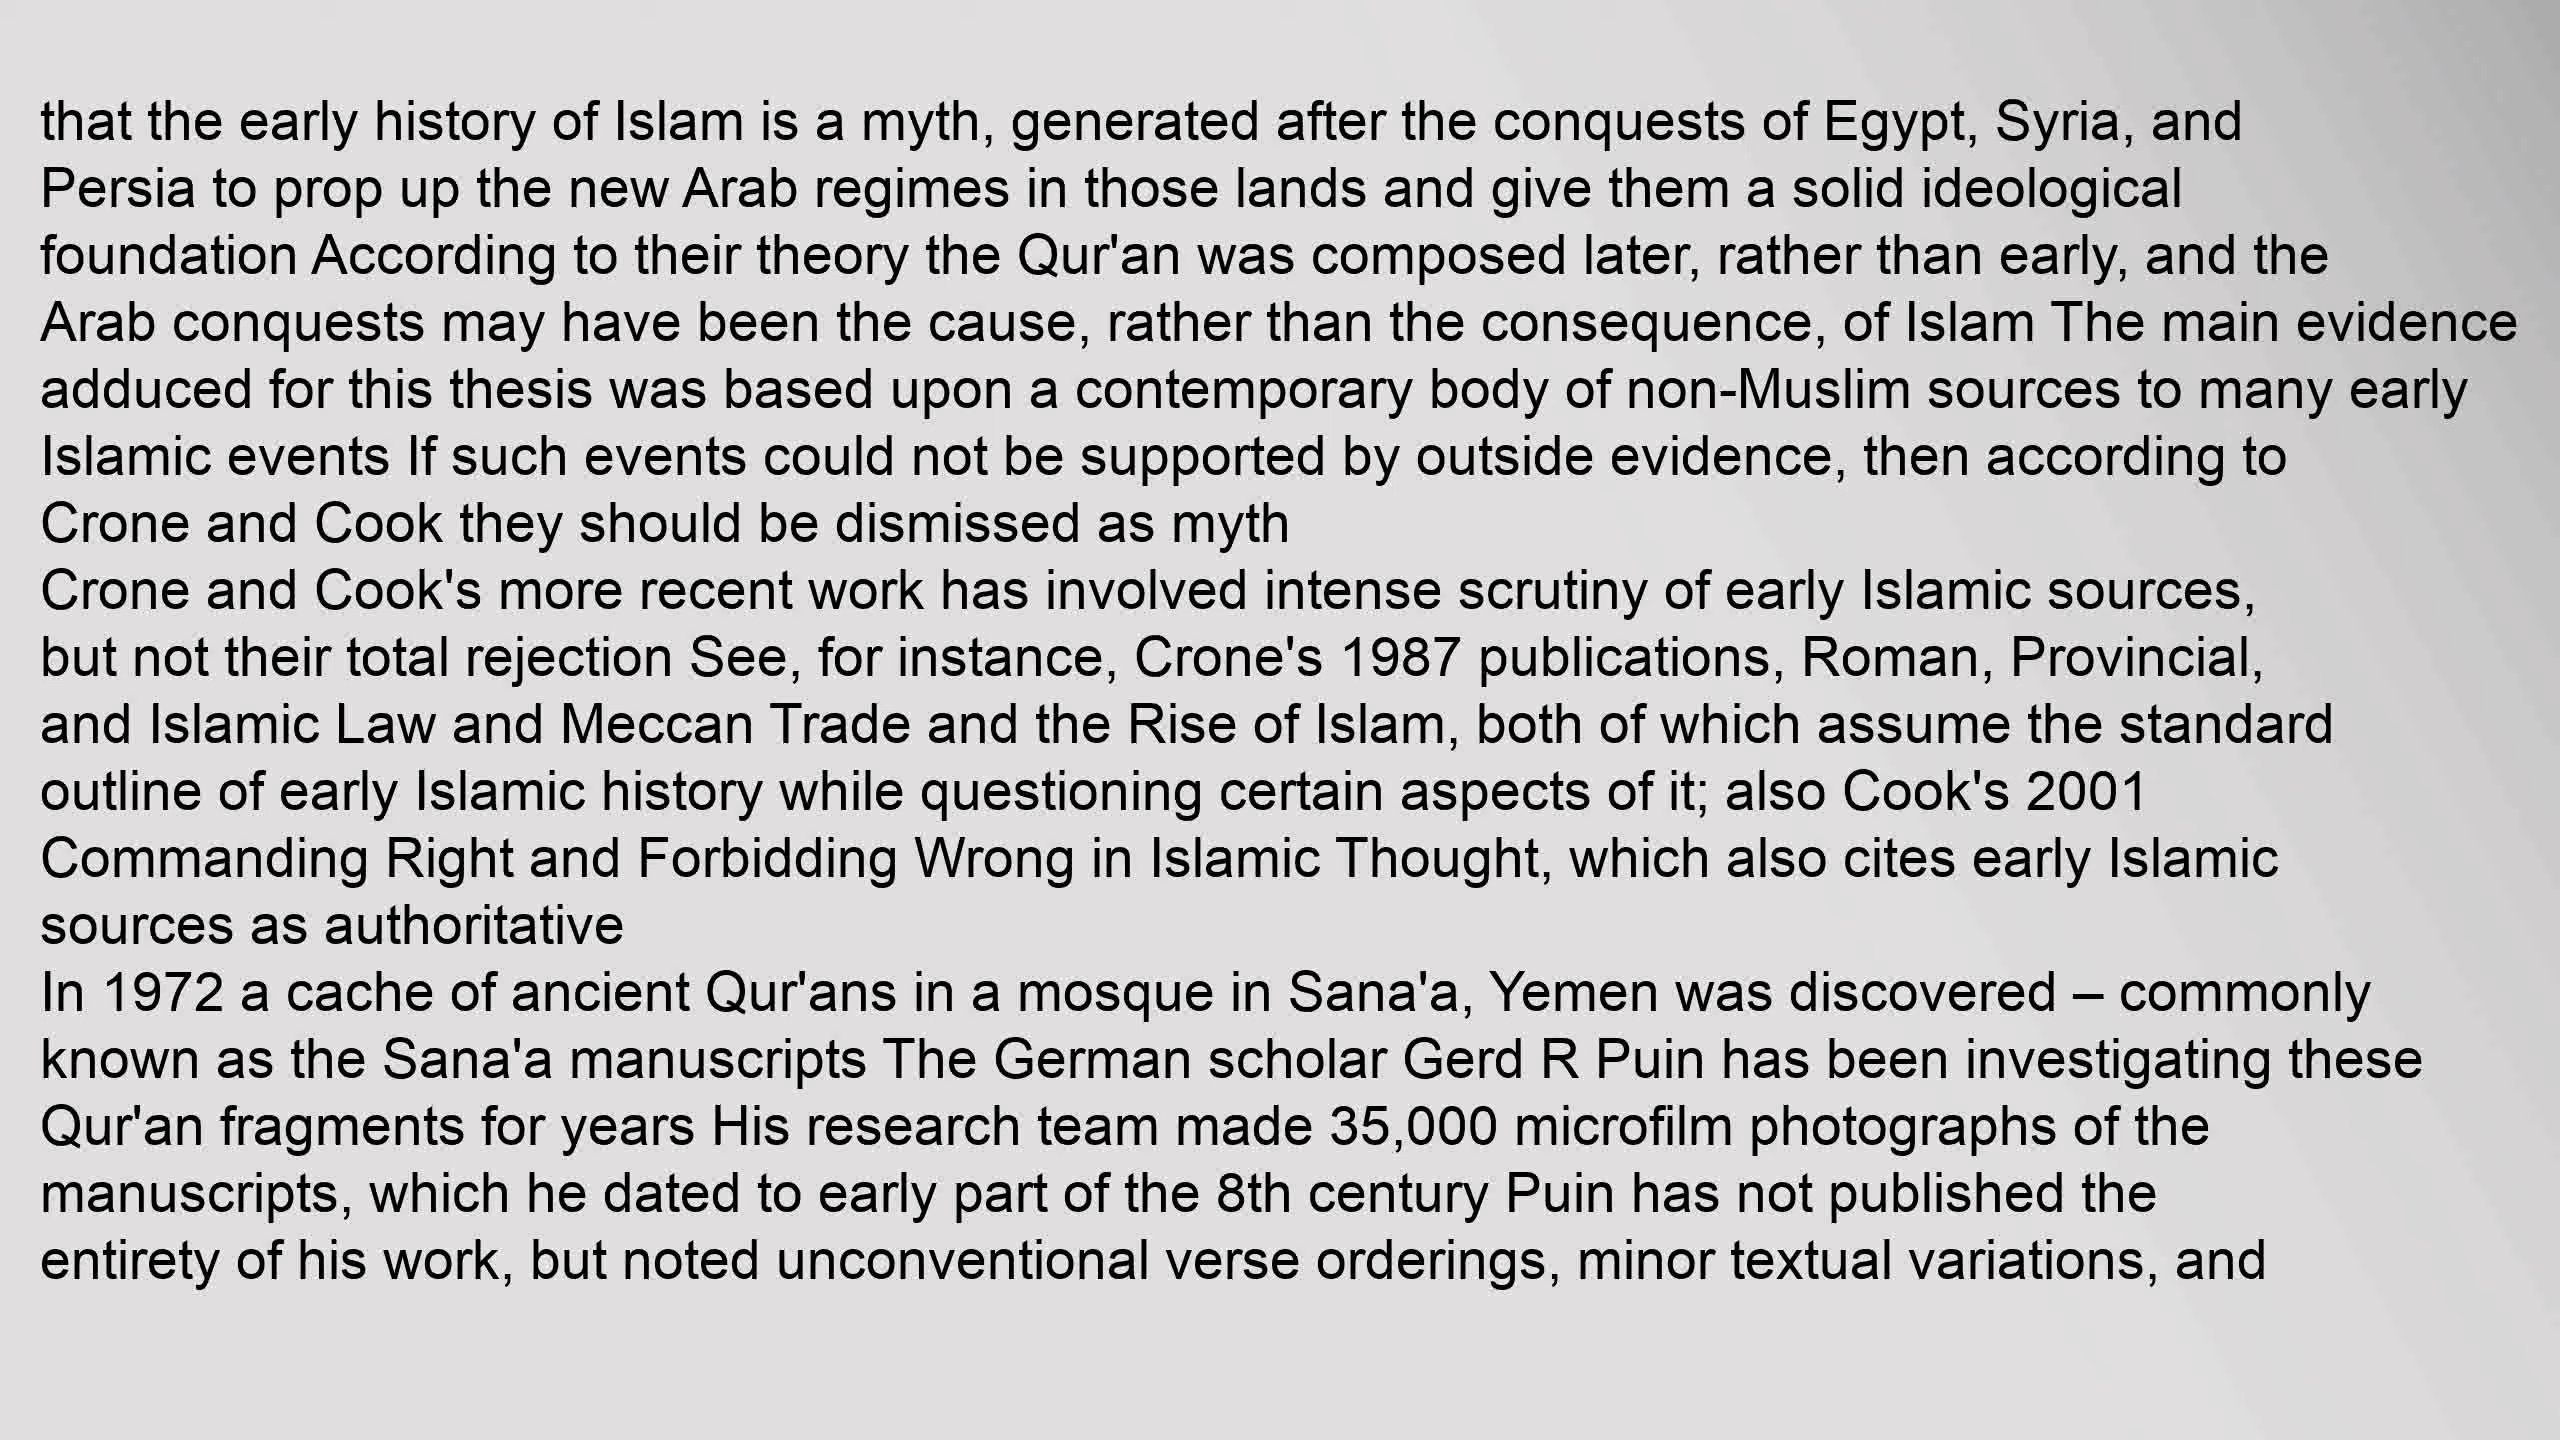 that the early history of Islam is a myth, generated after the conquests of Egypt, Syria, and
Persia to prop up the new Arab regimes in those lands and give them a solid ideological
foundation According to their theory the Qur'an was composed later, rather than early, and the
Arab conquests may have been the cause, rather than the consequence, of Islam The main evidence
adduced for this thesis was based upon a contemporary body of non-Muslim sources to many early
Islamic events If such events could not be supported by outside evidence, then according to
Crone and Cook they should be dismissed as myth
Crone and Cook's more recent work has involved intense scrutiny of early Islamic sources,
but not their total rejection See, for instance, Crone's 1987 publications, Roman, Provincial,
and Islamic Law and Meccan Trade and the Rise of Islam, both of which assume the standard
outline of early Islamic history while questioning certain aspects of it; also Cook's 2001
Commanding Right and Forbidding Wrong in Islamic Thought, which also cites early Islamic
sources as authoritative
In 1972 a cache of ancient Qur'ans in a mosque in Sana'a, Yemen was discovered – commonly
known as the Sana'a manuscripts The German scholar Gerd R Puin has been investigating these
Qur'an fragments for years His research team made 35,000 microfilm photographs of the
manuscripts, which he dated to early part of the 8th century Puin has not published the
entirety of his work, but noted unconventional verse orderings, minor textual variations, and